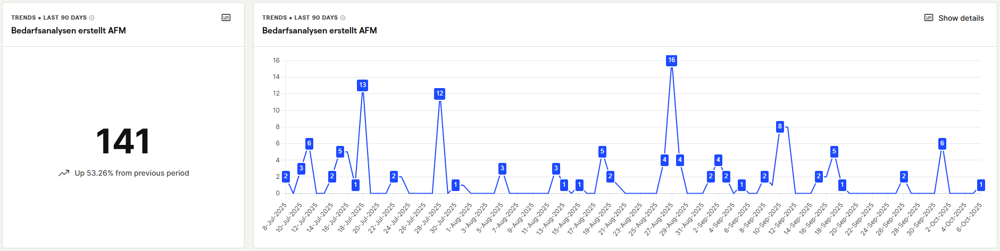 TRENDS • LAST 90 DAYS
Bedarfsanalysen erstellt AFM
141
Up 53.26% from previous period
TRENDS • LAST 90 DAYS
Show details
Bedarfsanalysen erstellt AFM
16
14
12
10
8
6
4
2
0
2
3
6
2
5
1
13
2
12
1
3
3
1
1
5
2
4
16
4
2
4
2
1
2
8
2
5
1
2
6
1
8-Jul-2025
10-Jul-2025
12-Jul-2025
14-Jul-2025
16-Jul-2025
18-Jul-2025
20-Jul-2025
22-Jul-2025
24-Jul-2025
26-Jul-2025
28-Jul-2025
30-Jul-2025
1-Aug-2025
3-Aug-2025
5-Aug-2025
7-Aug-2025
9-Aug-2025
11-Aug-2025
13-Aug-2025
15-Aug-2025
17-Aug-2025
19-Aug-2025
21-Aug-2025
23-Aug-2025
25-Aug-2025
27-Aug-2025
29-Aug-2025
31-Aug-2025
2-Sep-2025
4-Sep-2025
6-Sep-2025
8-Sep-2025
10-Sep-2025
12-Sep-2025
14-Sep-2025
16-Sep-2025
18-Sep-2025
20-Sep-2025
22-Sep-2025
24-Sep-2025
26-Sep-2025
28-Sep-2025
30-Sep-2025
2-Oct-2025
4-Oct-2025
6-Oct-2025